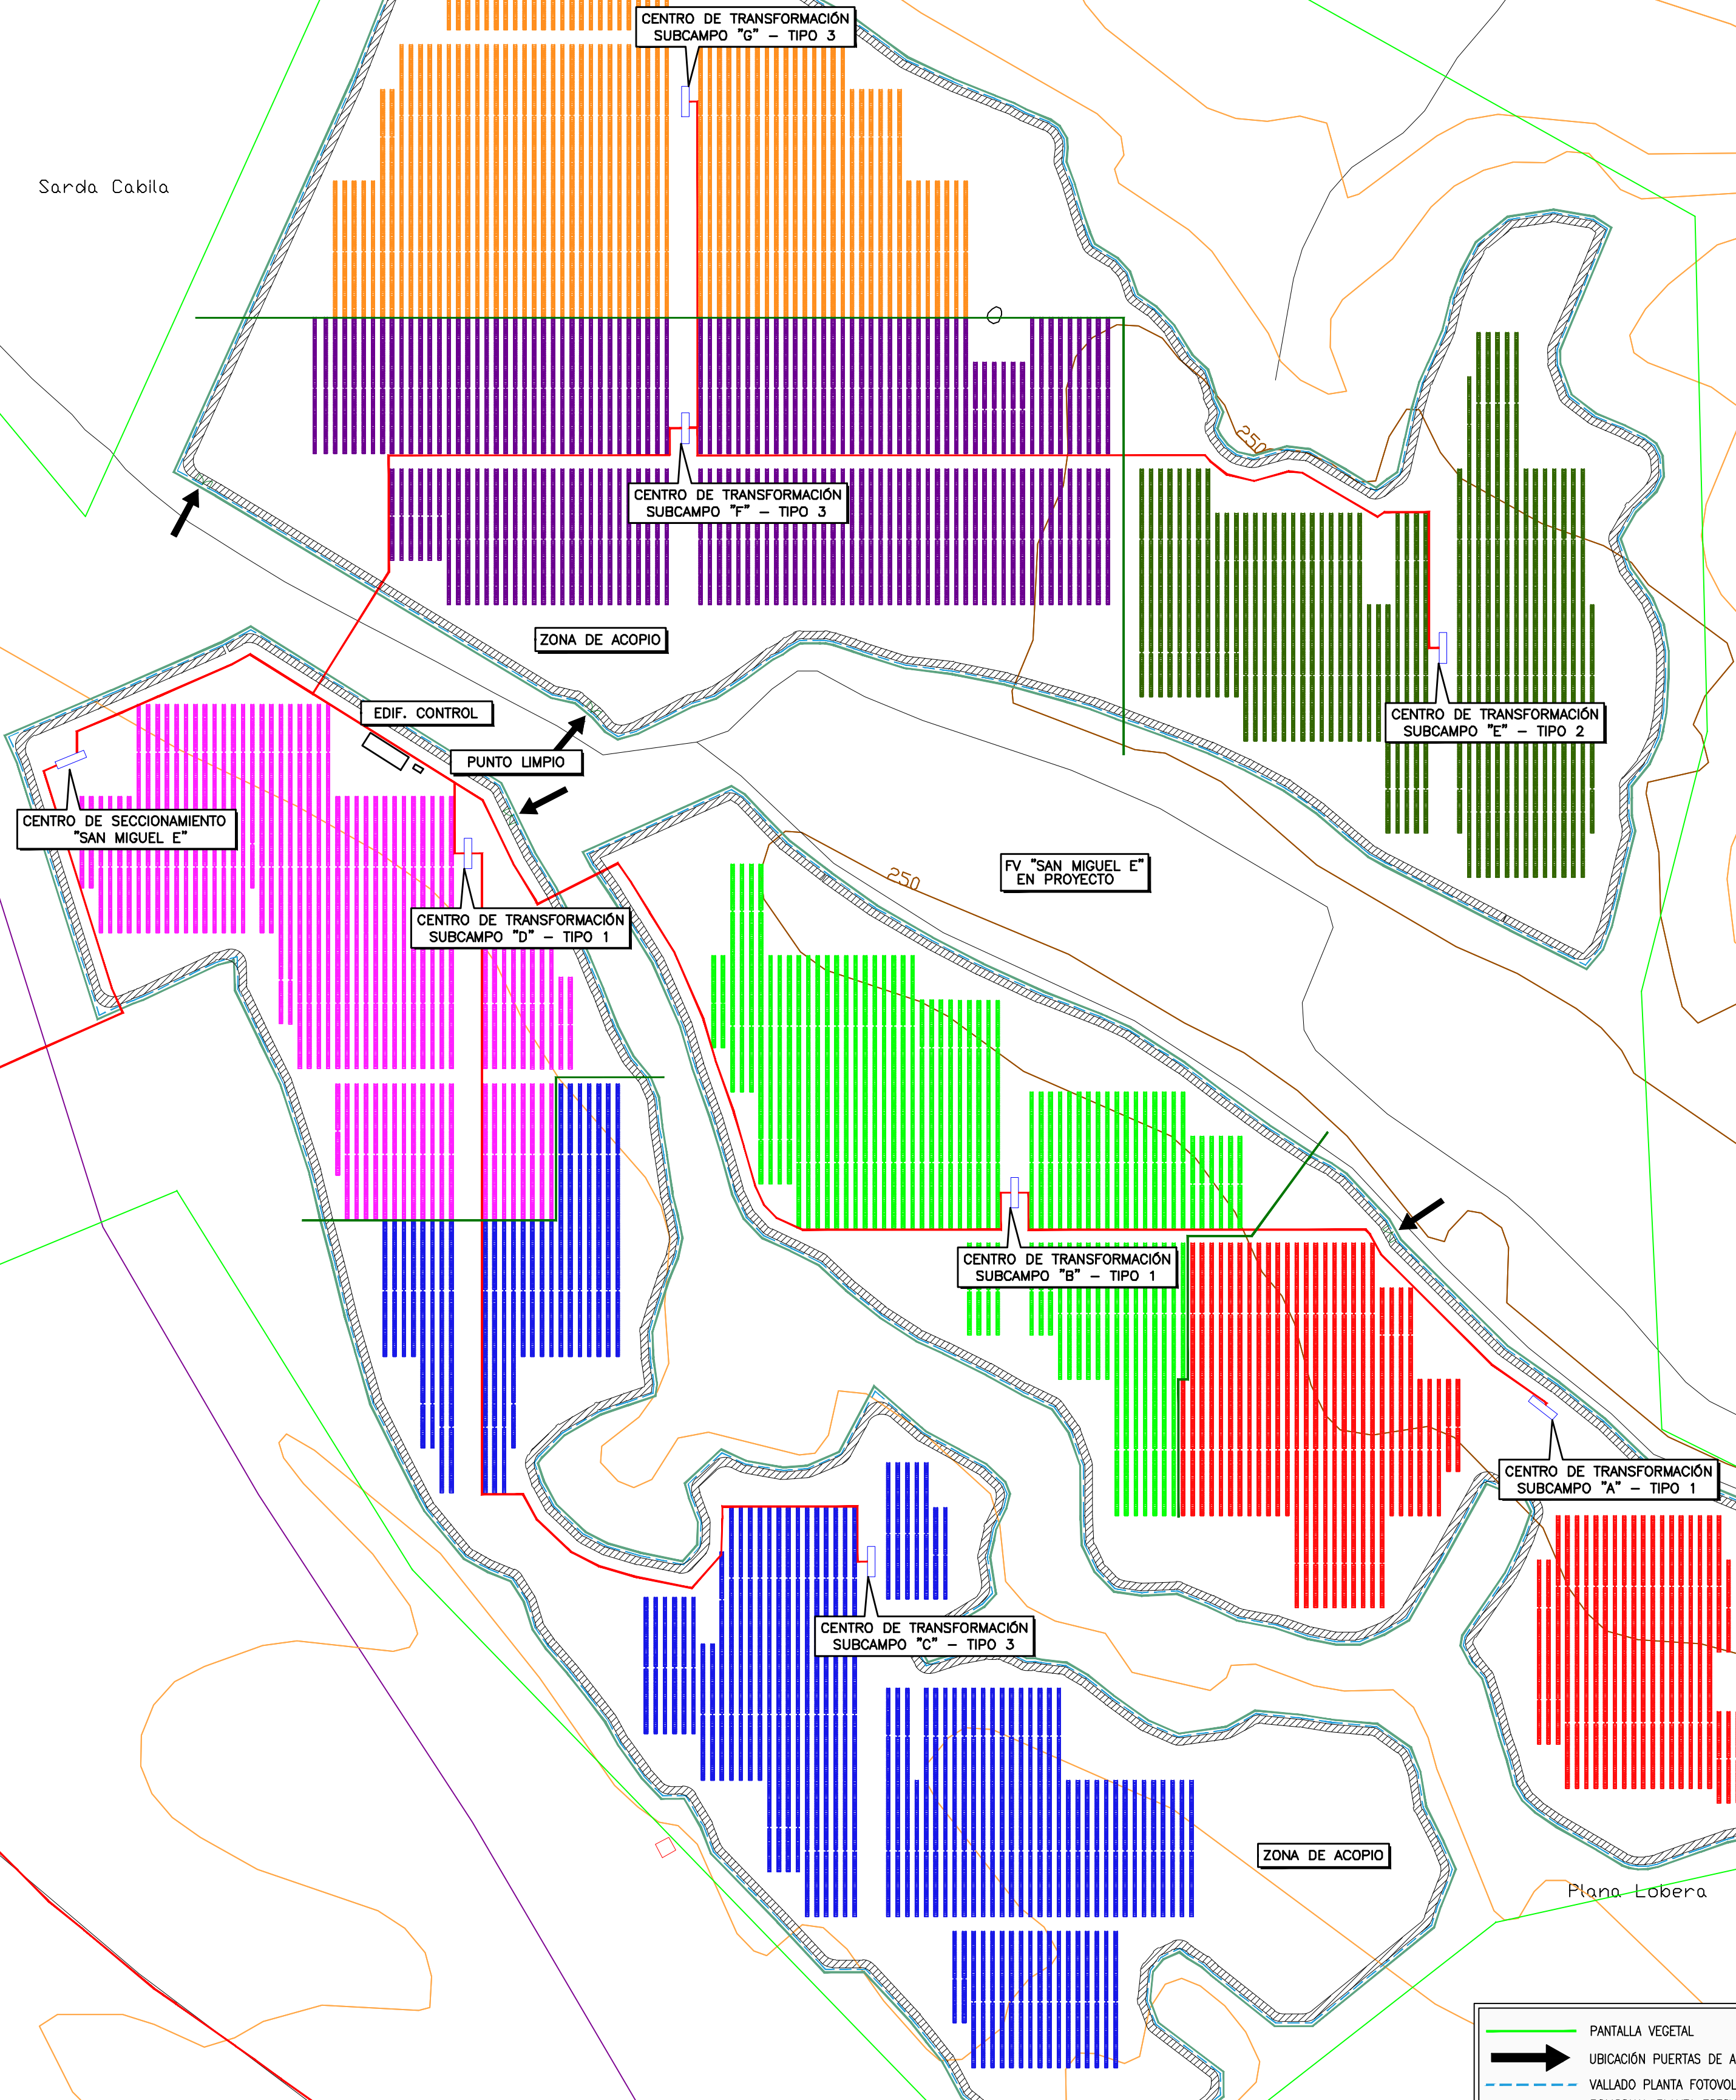 CENTRO DE TRANSFORMACIÓN
SUBCAMPO "G" – TIPO 3
Sarda Cabila
250
CENTRO DE TRANSFORMACIÓN
SUBCAMPO "F" – TIPO 3
ZONA DE ACOPIO
EDIF. CONTROL
CENTRO DE TRANSFORMACIÓN
SUBCAMPO "E" – TIPO 2
PUNTO LIMPIO
CENTRO DE SECCIONAMIENTO
"SAN MIGUEL E"
FV "SAN MIGUEL E"
EN PROYECTO
250
CENTRO DE TRANSFORMACIÓN
SUBCAMPO "D" – TIPO 1
CENTRO DE TRANSFORMACIÓN
SUBCAMPO "B" – TIPO 1
CENTRO DE TRANSFORMACIÓN
SUBCAMPO "A" – TIPO 1
CENTRO DE TRANSFORMACIÓN
SUBCAMPO "C" – TIPO 3
ZONA DE ACOPIO
Plana Lobera
PANTALLA VEGETAL
UBICACIÓN PUERTAS DE A
VALLADO PLANTA FOTOVOL